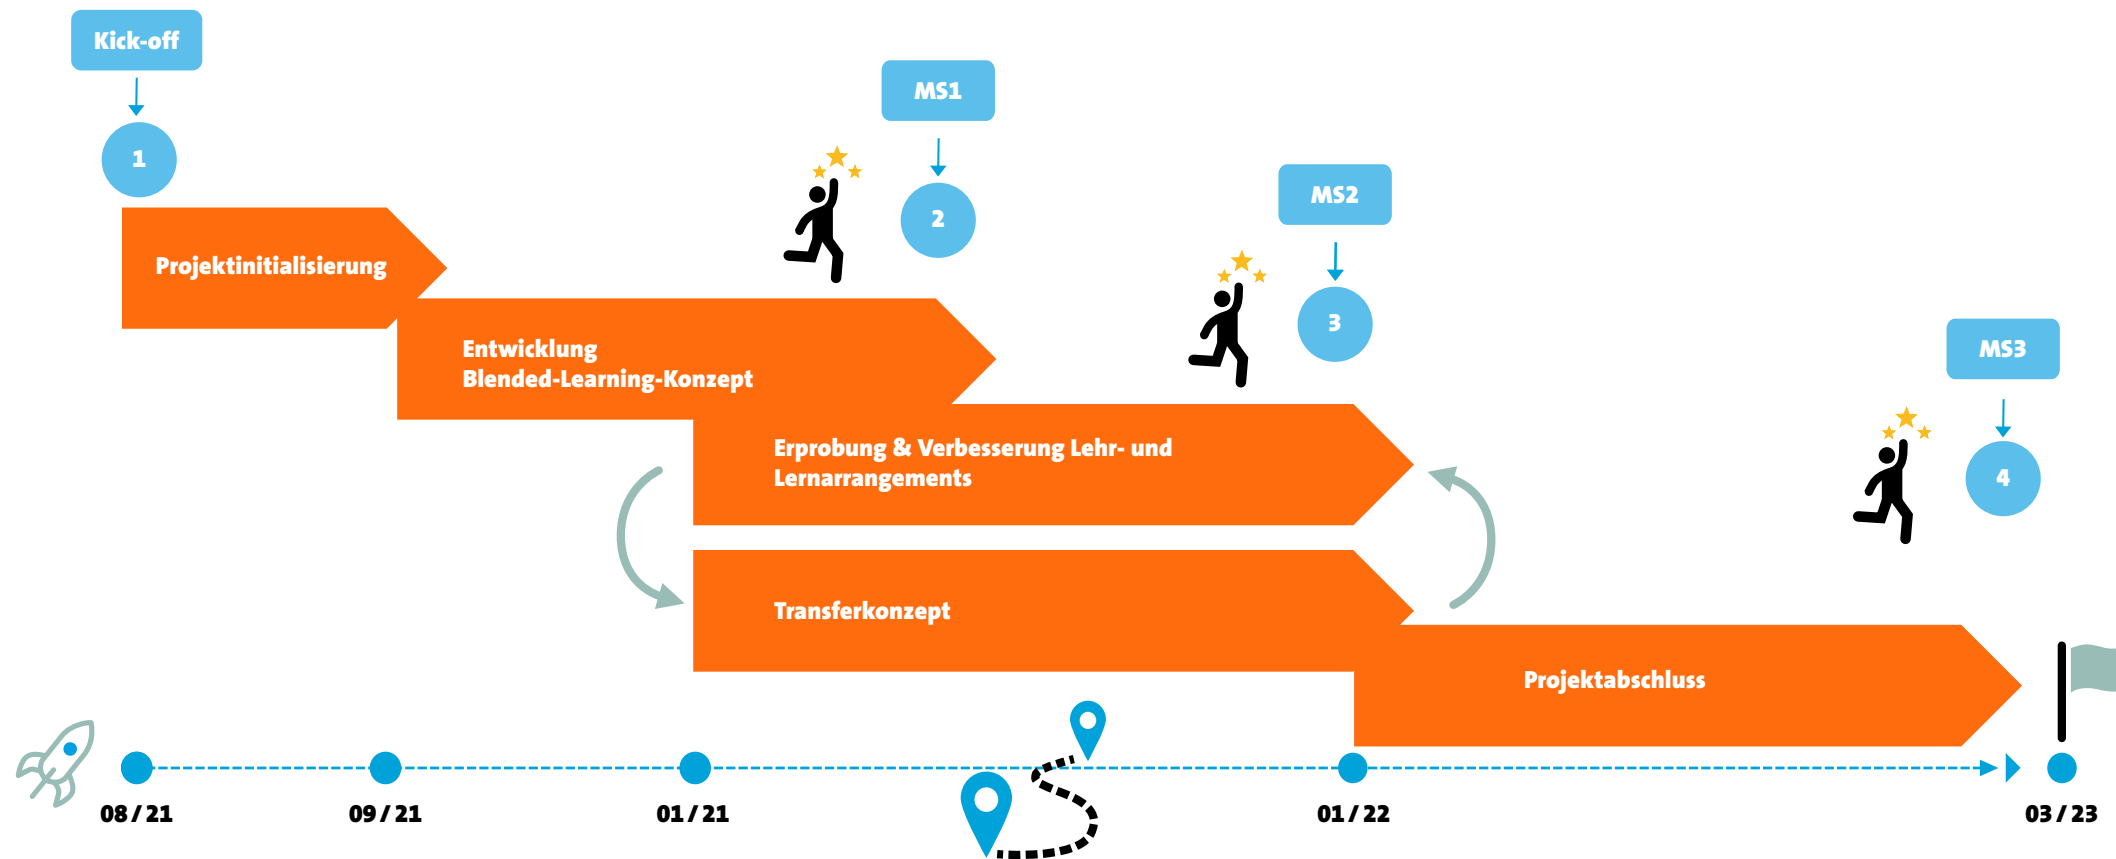 Kick-off
1
MS1
2
MS2
3
MS3
4
Projektinitialisierung
Entwicklung
Blended-Learning-Konzept
Erprobung & Verbesserung Lehr- und
Lernarrangements
Transferkonzept
Projektabschluss
08 / 21
09 / 21
01 / 21
01 / 22
03 / 23